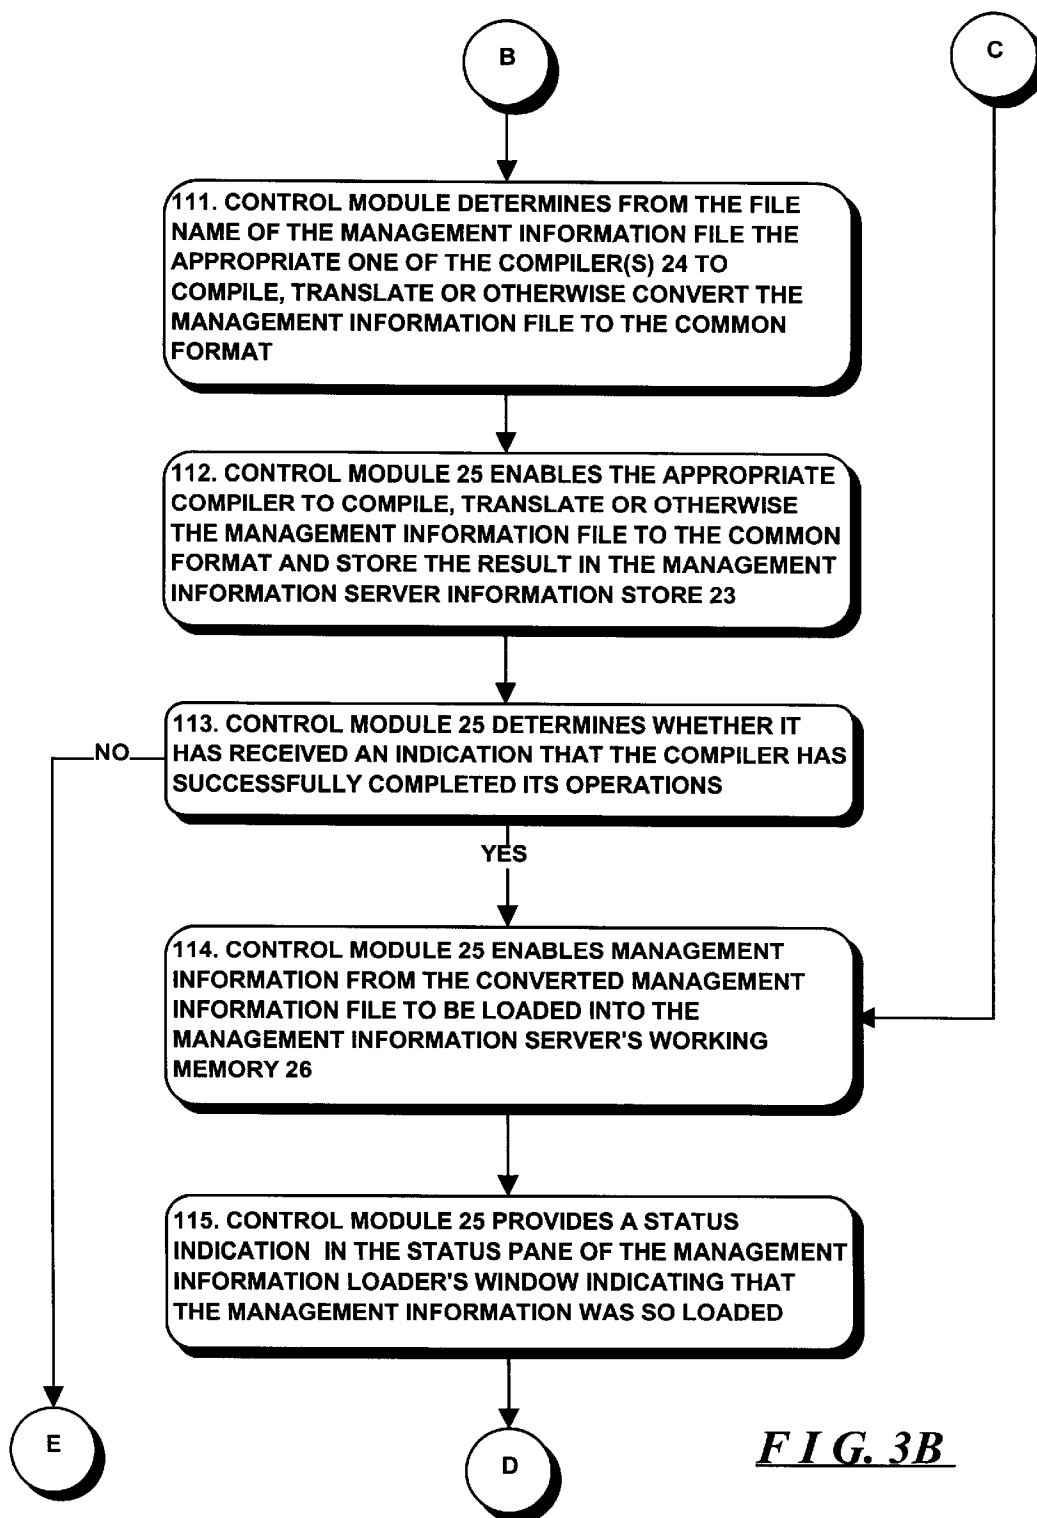 B
C
111. CONTROL MODULE DETERMINES FROM THE FILE
NAME OF THE MANAGEMENT INFORMATION FILE THE
APPROPRIATE ONE OF THE COMPILER(S) 24 TO
COMPILE, TRANSLATE OR OTHERWISE CONVERT THE
MANAGEMENT INFORMATION FILE TO THE COMMON
FORMAT
112. CONTROL MODULE 25 ENABLES THE APPROPRIATE
COMPILER TO COMPILE, TRANSLATE OR OTHERWISE
THE MANAGEMENT INFORMATION FILE TO THE COMMON
FORMAT AND STORE THE RESULT IN THE MANAGEMENT
INFORMATION SERVER INFORMATION STORE 23
113. CONTROL MODULE 25 DETERMINES WHETHER IT
HAS RECEIVED AN INDICATION THAT THE COMPILER HAS
SUCCESSFULLY COMPLETED ITS OPERATIONS
NO
YES
114. CONTROL MODULE 25 ENABLES MANAGEMENT
INFORMATION FROM THE CONVERTED MANAGEMENT
INFORMATION FILE TO BE LOADED INTO THE
MANAGEMENT INFORMATION SERVER'S WORKING
MEMORY 26
115. CONTROL MODULE 25 PROVIDES A STATUS
INDICATION IN THE STATUS PANE OF THE MANAGEMENT
INFORMATION LOADER'S WINDOW INDICATING THAT
THE MANAGEMENT INFORMATION WAS SO LOADED
E
D
FIG. 3B